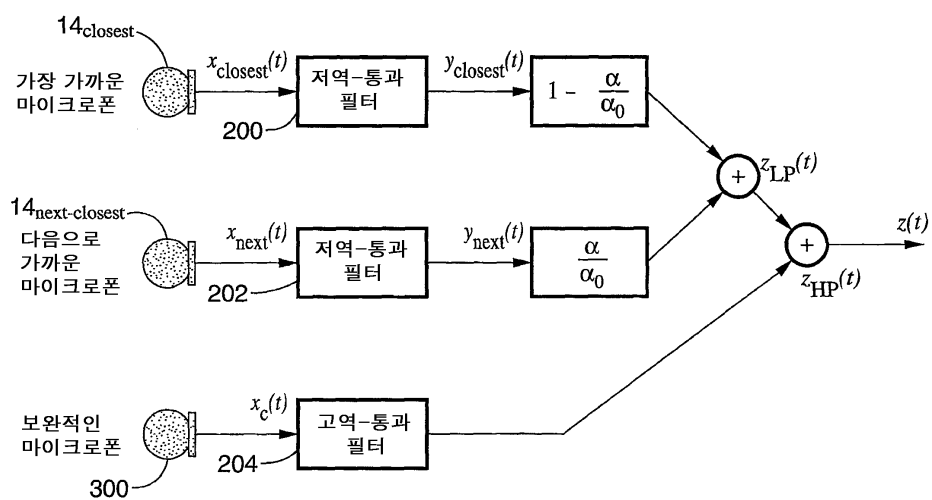 14closest
가장 가까운
마이크로폰
xclosest(t)
저역-통과
필터
200
yclosest(t)
1 - α/α0
14next-closest
다음으로
가까운
마이크로폰
xnext(t)
저역-통과
필터
202
ynext(t)
α/α0
+
zLP(t)
+
zHP(t)
z(t)
보완적인
마이크로폰
300
xc(t)
고역-통과
필터
204